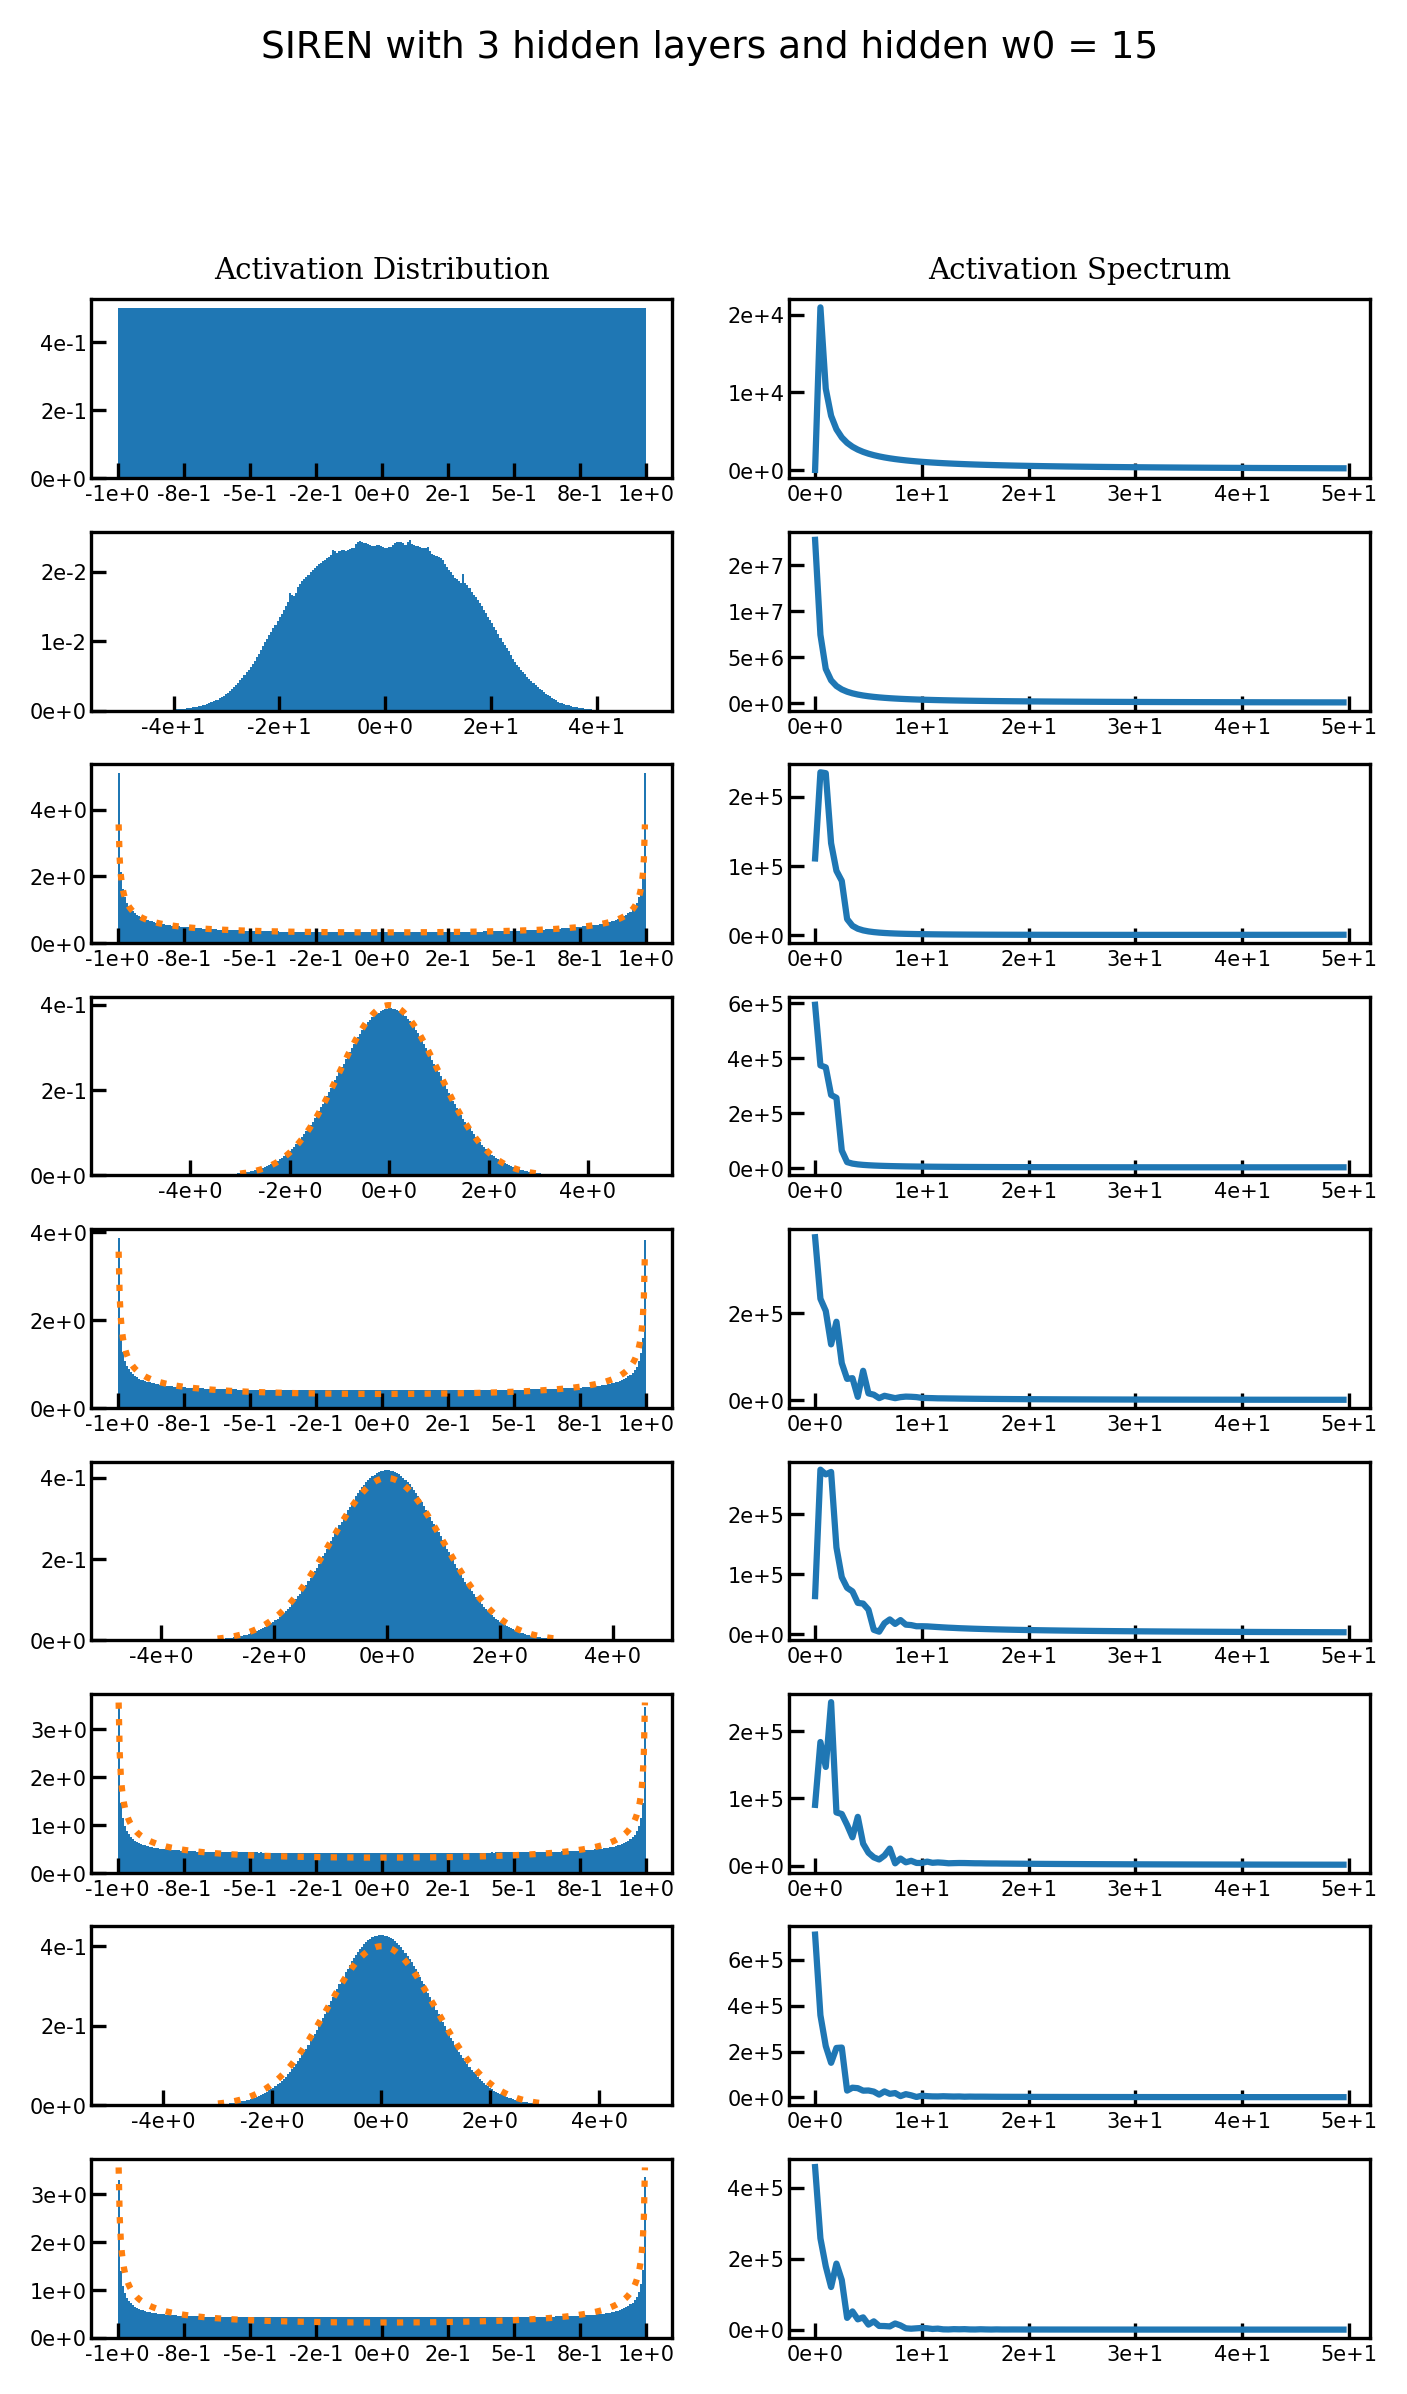 SIREN with 3 hidden layers and hidden w0 = 15
Activation Distribution
Activation Spectrum
4e-1
2e-1
0e+0
-1e+0 -8e-1 -5e-1 -2e-1 0e+0 2e-1 5e-1 8e-1 1e+0
2e+4
1e+4
0e+0
0e+0 1e+1 2e+1 3e+1 4e+1 5e+1
2e-2
1e-2
0e+0
-4e+1 -2e+1 0e+0 2e+1 4e+1
2e+7
1e+7
5e+6
0e+0
0e+0 1e+1 2e+1 3e+1 4e+1 5e+1
4e+0
2e+0
0e+0
-1e+0 -8e-1 -5e-1 -2e-1 0e+0 2e-1 5e-1 8e-1 1e+0
2e+5
1e+5
0e+0
0e+0 1e+1 2e+1 3e+1 4e+1 5e+1
4e-1
2e-1
0e+0
-4e+0 -2e+0 0e+0 2e+0 4e+0
6e+5
4e+5
2e+5
0e+0
0e+0 1e+1 2e+1 3e+1 4e+1 5e+1
4e+0
2e+0
0e+0
-1e+0 -8e-1 -5e-1 -2e-1 0e+0 2e-1 5e-1 8e-1 1e+0
2e+5
0e+0
0e+0 1e+1 2e+1 3e+1 4e+1 5e+1
4e-1
2e-1
0e+0
-4e+0 -2e+0 0e+0 2e+0 4e+0
2e+5
1e+5
0e+0
0e+0 1e+1 2e+1 3e+1 4e+1 5e+1
3e+0
2e+0
1e+0
0e+0
-1e+0 -8e-1 -5e-1 -2e-1 0e+0 2e-1 5e-1 8e-1 1e+0
2e+5
1e+5
0e+0
0e+0 1e+1 2e+1 3e+1 4e+1 5e+1
4e-1
2e-1
0e+0
-4e+0 -2e+0 0e+0 2e+0 4e+0
6e+5
4e+5
2e+5
0e+0
0e+0 1e+1 2e+1 3e+1 4e+1 5e+1
3e+0
2e+0
1e+0
0e+0
-1e+0 -8e-1 -5e-1 -2e-1 0e+0 2e-1 5e-1 8e-1 1e+0
4e+5
2e+5
0e+0
0e+0 1e+1 2e+1 3e+1 4e+1 5e+1